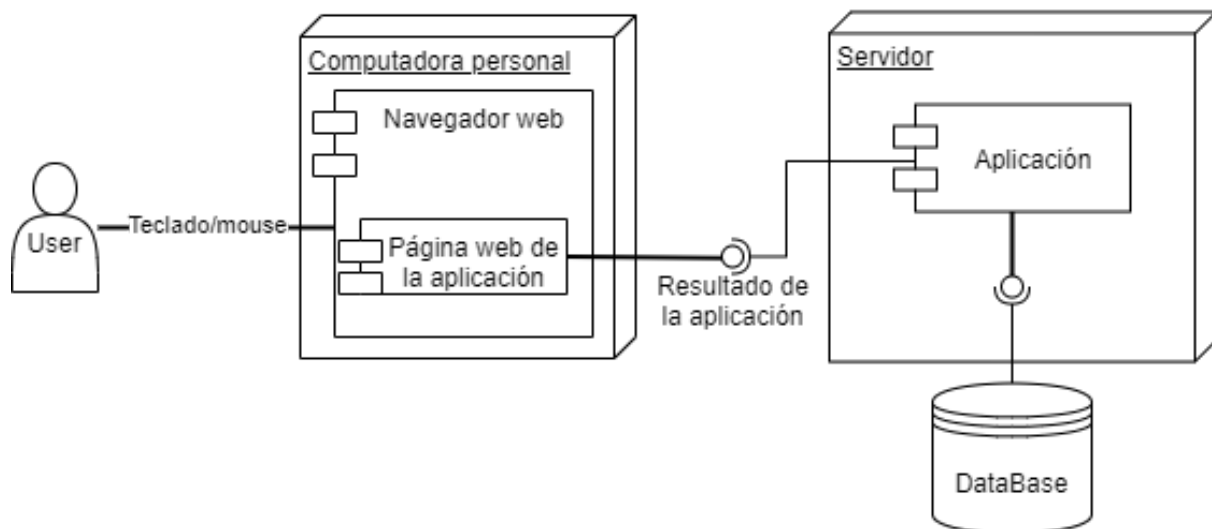 Computadora personal
Navegador web
User
Teclado/mouse
Página web de
la aplicación
Resultado de
la aplicación
Servidor
Aplicación
DataBase